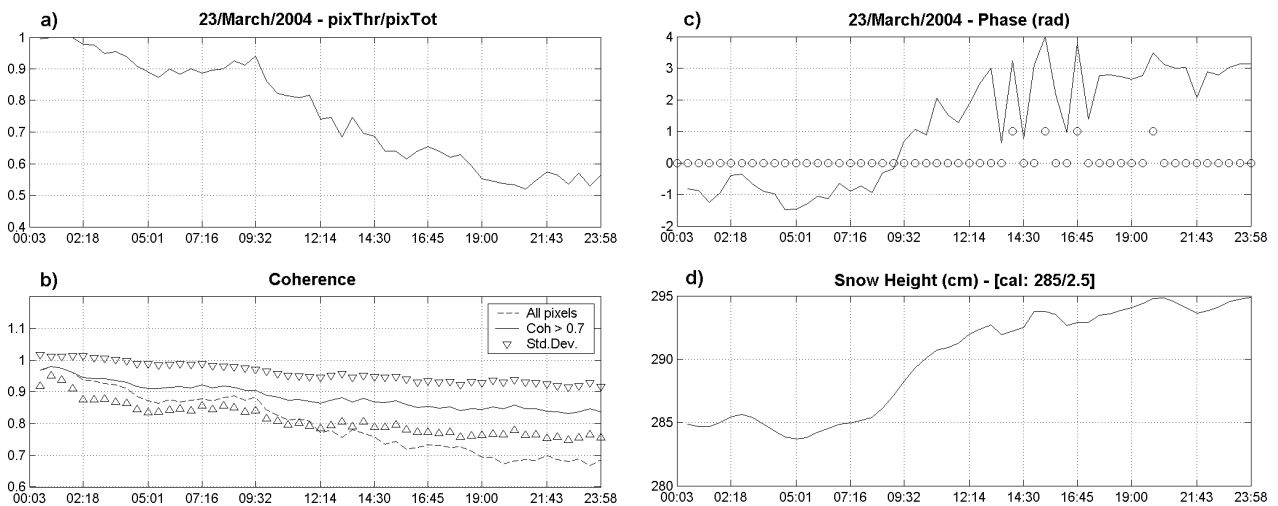 a) 23/March/2004 - pixThr/pixTot
1
0.9
0.8
0.7
0.6
0.5
0.4
00:03 02:18 05:01 07:16 09:32 12:14 14:30 16:45 19:00 21:43 23:58
b) Coherence
All pixels
Coh > 0.7
Std.Dev.
1.1
1
0.9
0.8
0.7
0.6
00:03 02:18 05:01 07:16 09:32 12:14 14:30 16:45 19:00 21:43 23:58
c) 23/March/2004 - Phase (rad)
4
3
2
1
0
-1
-2
00:03 02:18 05:01 07:16 09:32 12:14 14:30 16:45 19:00 21:43 23:58
d) Snow Height (cm) - [cal: 285/2.5]
295
290
285
280
00:03 02:18 05:01 07:16 09:32 12:14 14:30 16:45 19:00 21:43 23:58